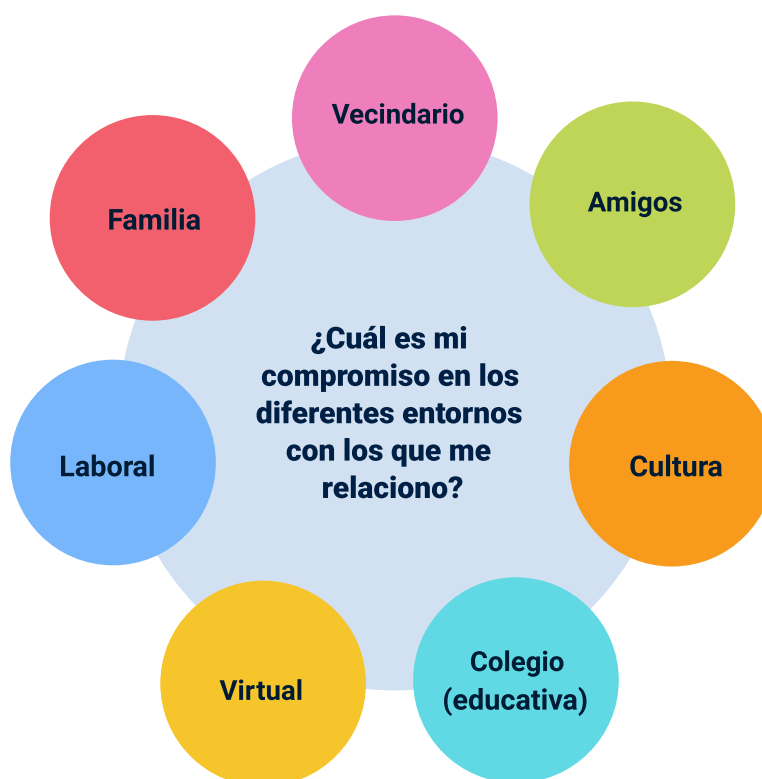 Vecindario
Amigos
Familia
¿Cuál es mi
compromiso en los
diferentes entornos
con los que me
relaciono?
Laboral
Cultura
Colegio
(educativa)
Virtual